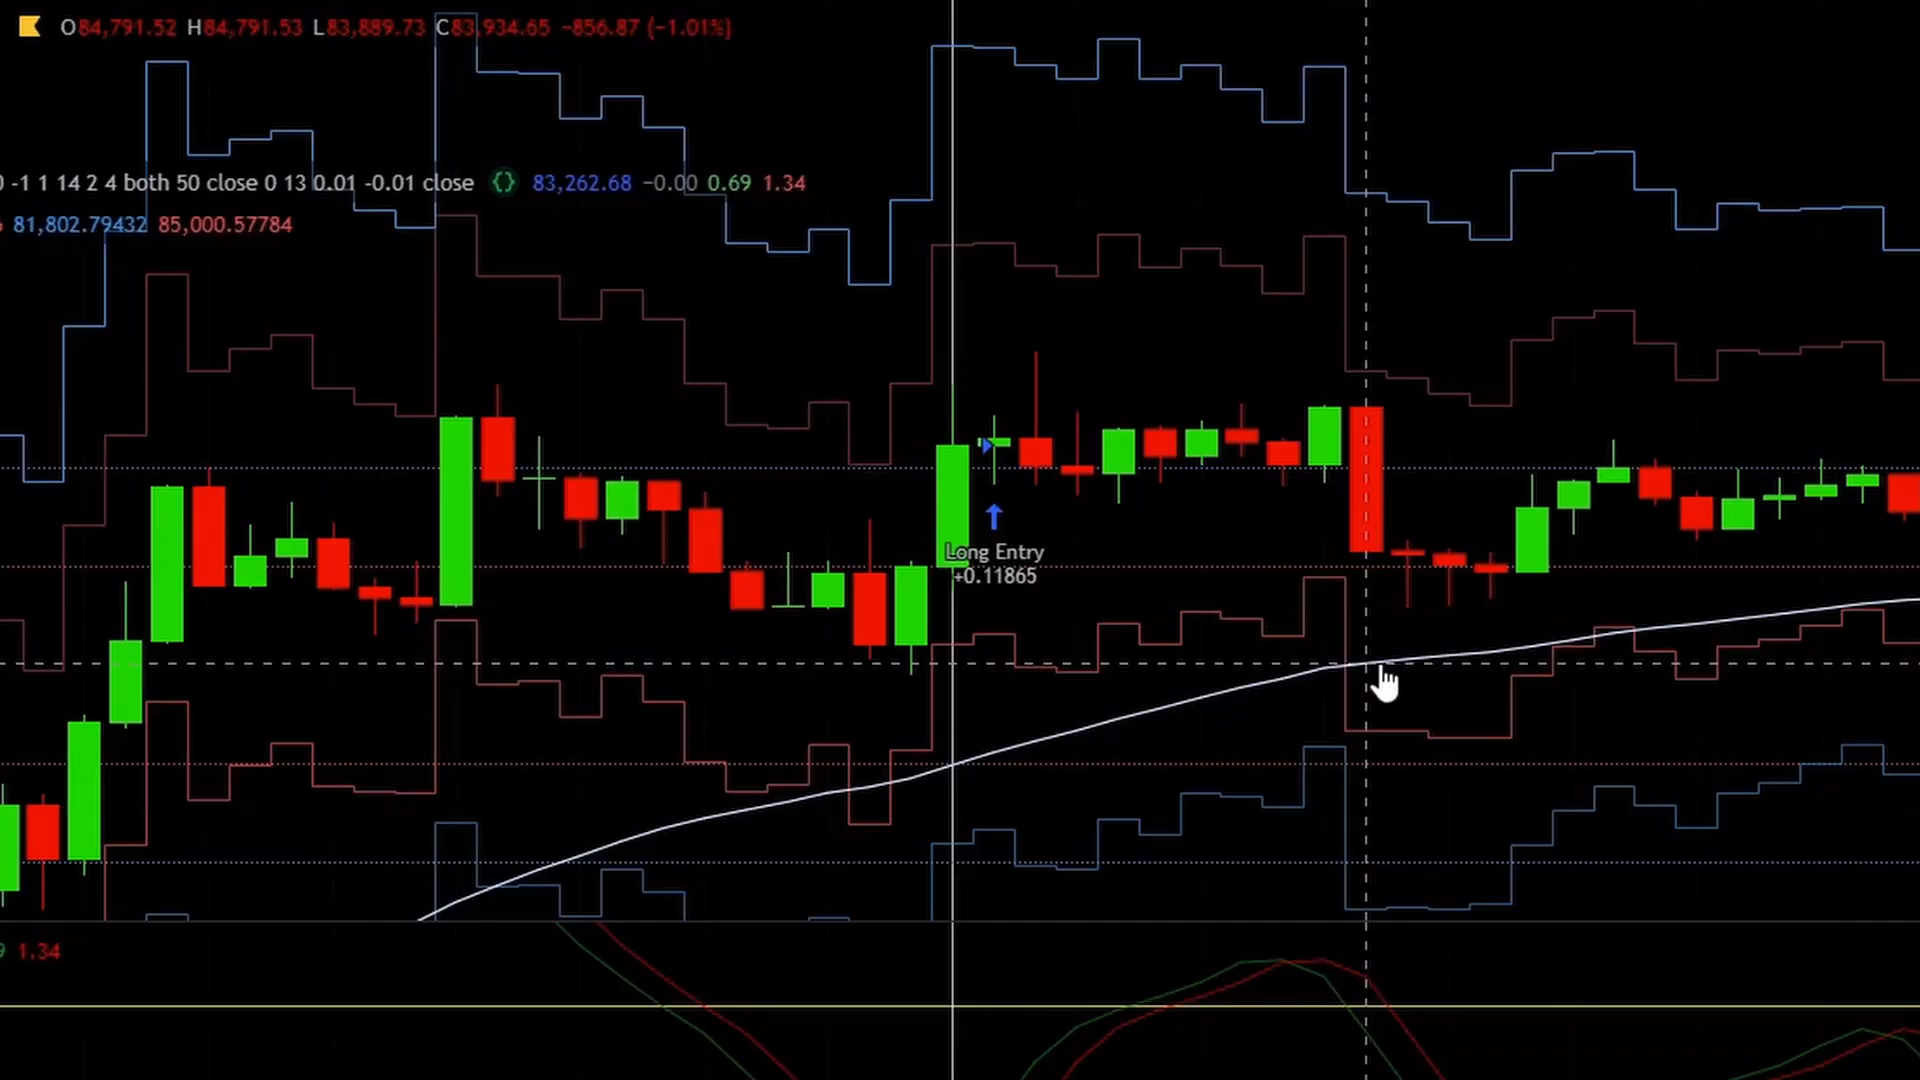 O84,791.52 H84,791.53 L83,889.73 C83,934.65 −856.87 (−1.01%)
-1 1 14 2 4 both 50 close 0 13 0.01 -0.01 close {} 83,262.68 −0.00 0.69 1.34
81,802.79432 85,000.57784
Long Entry
+0.11865
1.34